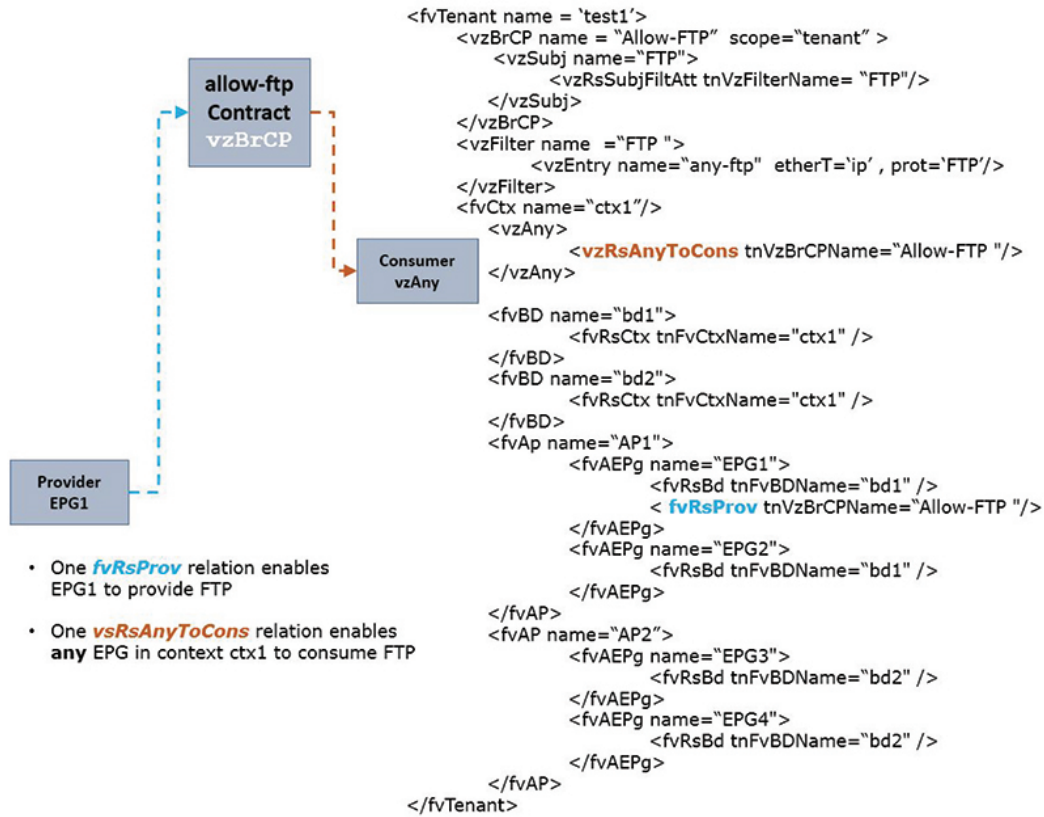 allow-ftp
Contract
vzBrCP
Consumer
vzAny
Provider
EPG1
• One fvRsProv relation enables
EPG1 to provide FTP
• One vsRsAnyToCons relation enables
any EPG in context ctx1 to consume FTP
<fvTenant name = ‘test1’>
<vzBrCP name = “Allow-FTP” scope=“tenant” >
<vzSubj name=“FTP”>
<vzRsSubjFiltAtt tnVzFilterName= “FTP”/>
</vzSubj>
</vzBrCP>
<vzFilter name =“FTP ”>
<vzEntry name=“any-ftp” etherT=‘ip’ , prot=‘FTP’/>
</vzFilter>
<fvCtx name=“ctx1”/>
<vzAny>
<vzRsAnyToCons tnVzBrCPName=“Allow-FTP ”/>
</vzAny>
<fvBD name=“bd1”>
<fvRsCtx tnFvCtxName="ctx1" />
</fvBD>
<fvBD name=“bd2”>
<fvRsCtx tnFvCtxName="ctx1" />
</fvBD>
<fvAp name=“AP1”>
<fvAEPg name=“EPG1”>
<fvRsBd tnFvBDName=“bd1" />
< fvRsProv tnVzBrCPName=“Allow-FTP ”/>
</fvAEPg>
<fvAEPg name=“EPG2”>
<fvRsBd tnFvBDName=“bd1" />
</fvAEPg>
</fvAP>
<fvAP name=“AP2”>
<fvAEPg name=“EPG3”>
<fvRsBd tnFvBDName=“bd2" />
</fvAEPg>
<fvAEPg name=“EPG4”>
<fvRsBd tnFvBDName=“bd2" />
</fvAEPg>
</fvAP>
</fvTenant>